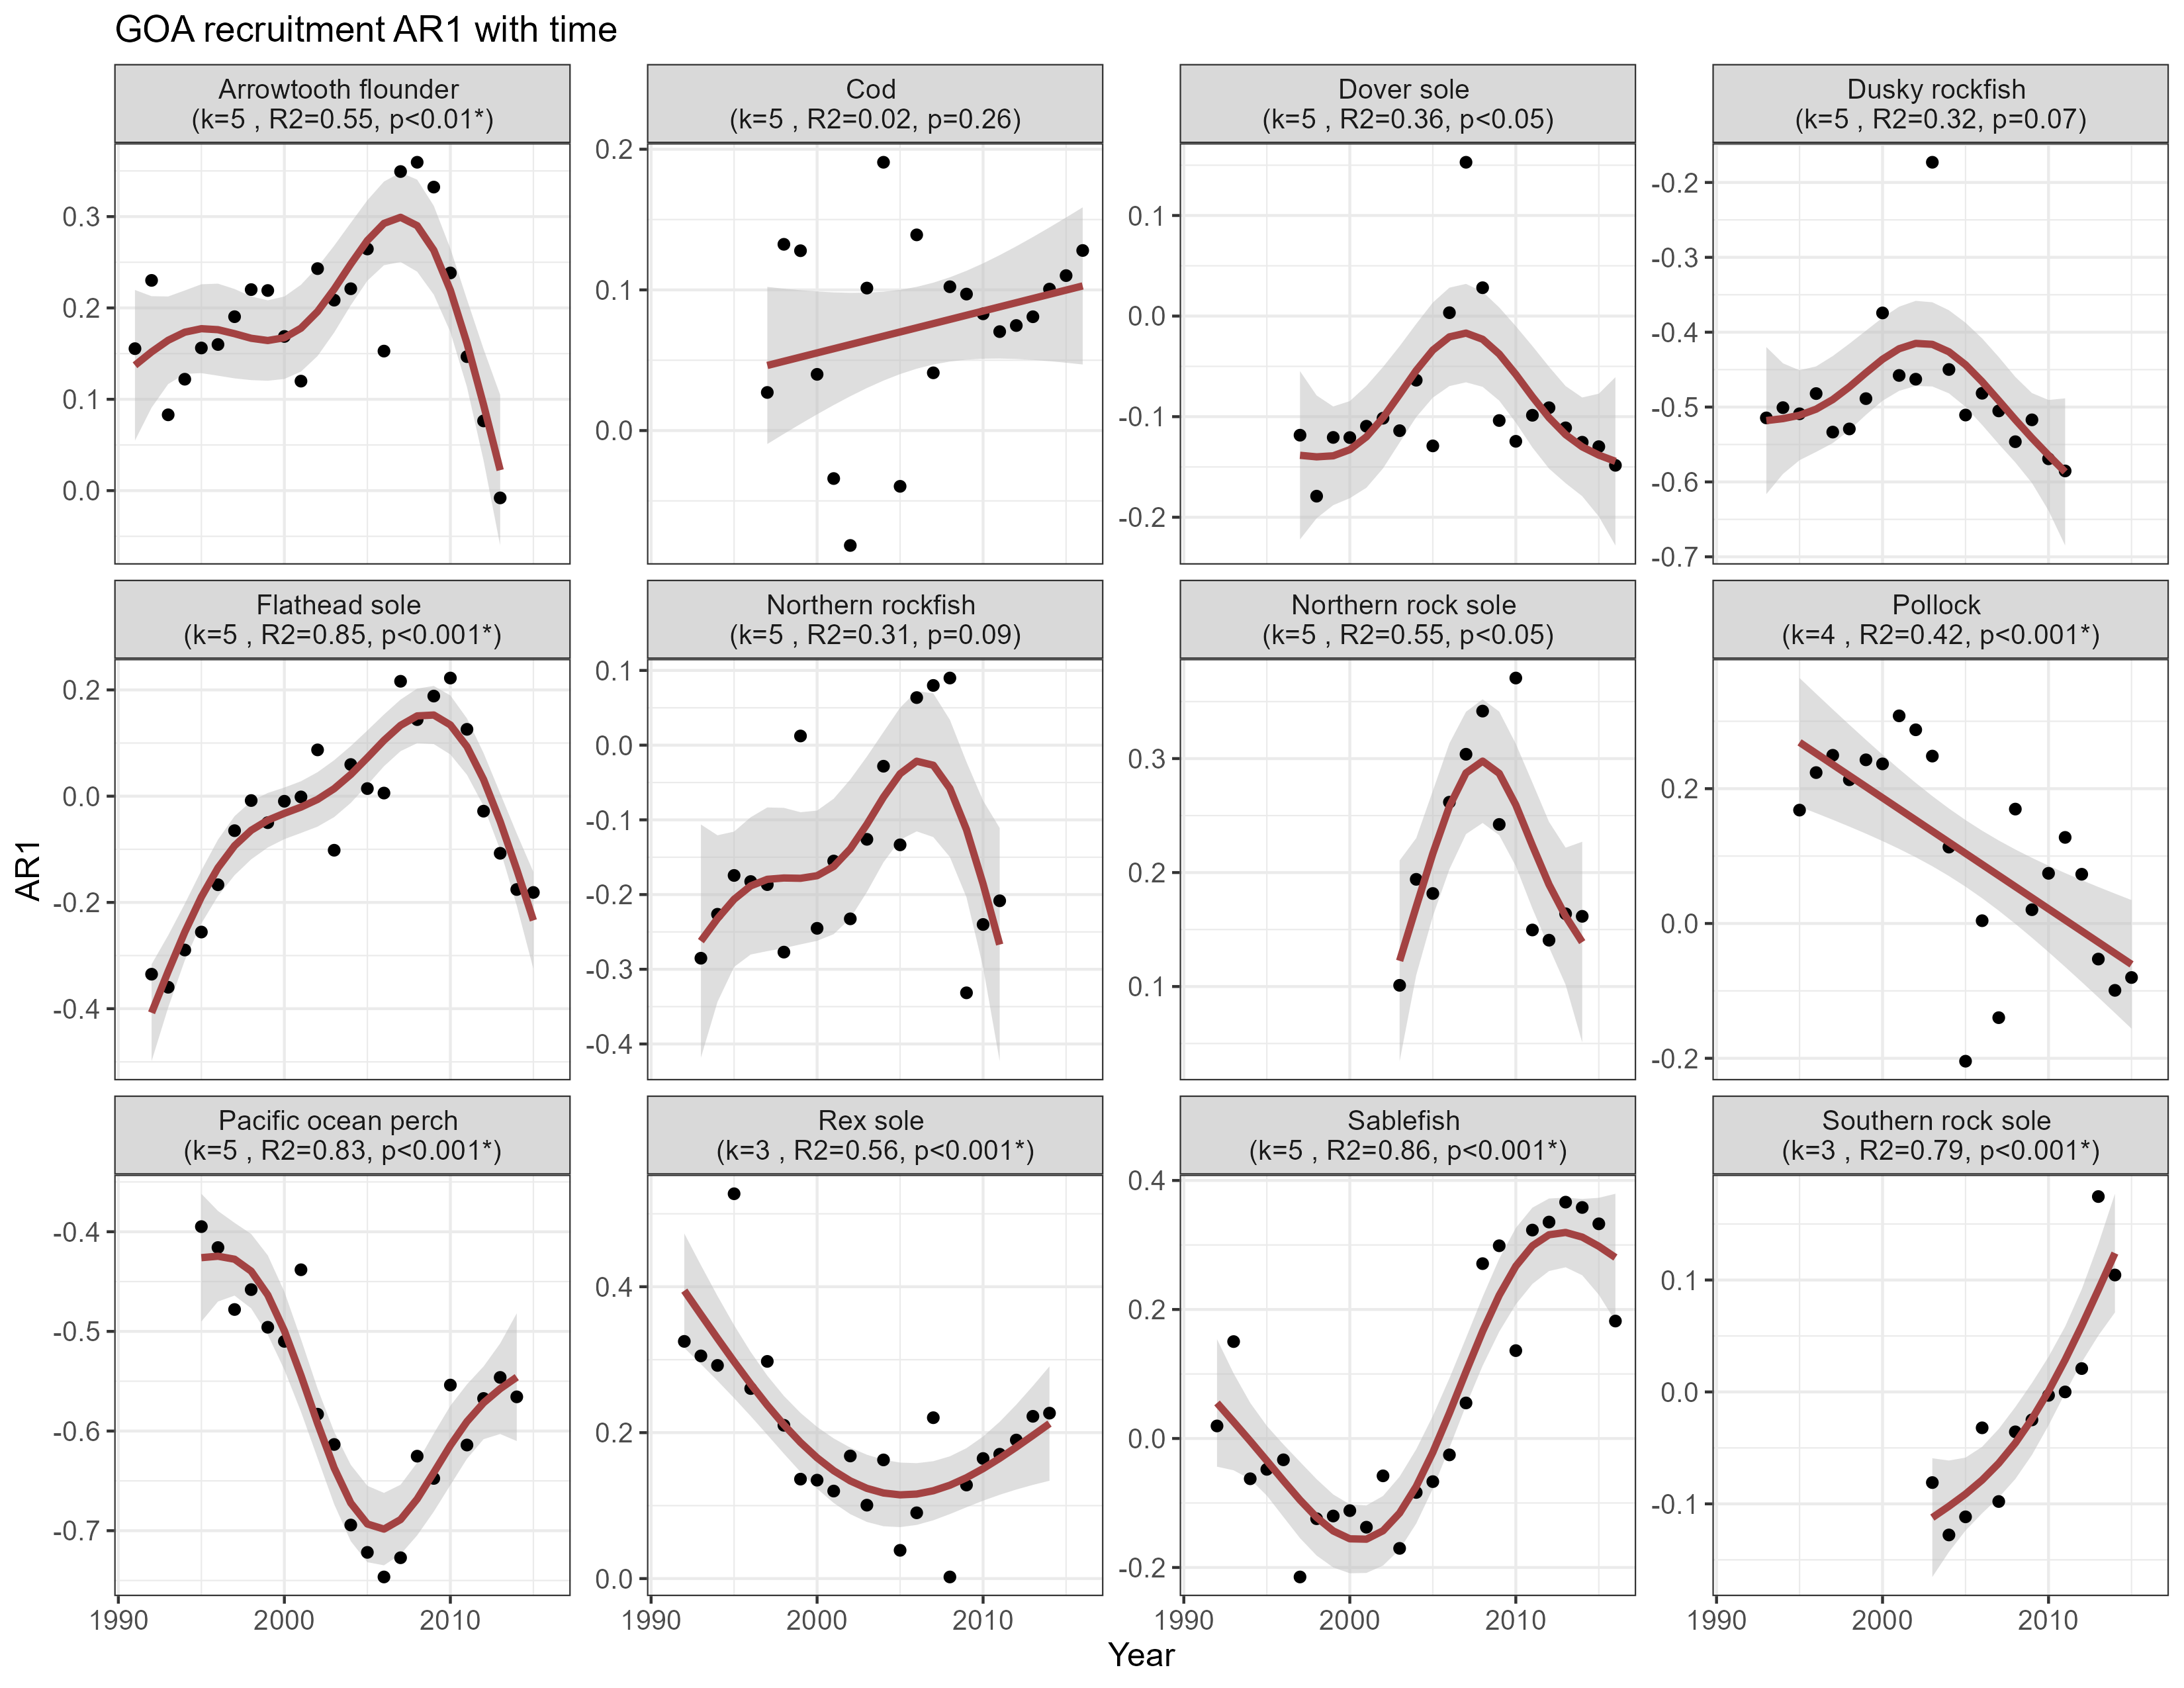 GOA recruitment AR1 with time
Arrowtooth flounder
(k=5 , R2=0.55, p<0.01*)
Cod
(k=5 , R2=0.02, p=0.26)
Dover sole
(k=5 , R2=0.36, p<0.05)
Dusky rockfish
(k=5 , R2=0.32, p=0.07)
0.3
0.2
0.1
0.0
0.2
0.1
0.0
0.1
0.0
-0.1
-0.2
-0.2
-0.3
-0.4
-0.5
-0.6
-0.7
Flathead sole
(k=5 , R2=0.85, p<0.001*)
Northern rockfish
(k=5 , R2=0.31, p=0.09)
Northern rock sole
(k=5 , R2=0.55, p<0.05)
Pollock
(k=4 , R2=0.42, p<0.001*)
AR1
0.2
0.0
-0.2
-0.4
0.1
0.0
-0.1
-0.2
-0.3
-0.4
0.3
0.2
0.1
0.2
0.0
-0.2
Pacific ocean perch
(k=5 , R2=0.83, p<0.001*)
Rex sole
(k=3 , R2=0.56, p<0.001*)
Sablefish
(k=5 , R2=0.86, p<0.001*)
Southern rock sole
(k=3 , R2=0.79, p<0.001*)
-0.4
-0.5
-0.6
-0.7
0.4
0.2
0.0
0.4
0.2
0.0
-0.2
0.1
0.0
-0.1
1990 2000 2010
1990 2000 2010
1990 2000 2010
1990 2000 2010
Year